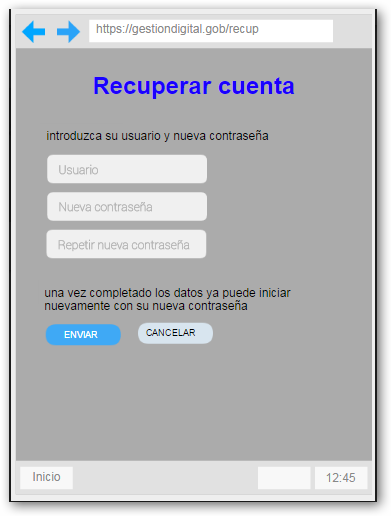 https://gestiondigital.gob/recup
Recuperar cuenta
introduzca su usuario y nueva contraseña
Usuario
Nueva contraseña
Repetir nueva contraseña
una vez completado los datos ya puede iniciar
nuevamente con su nueva contraseña
ENVIAR
CANCELAR
Inicio
12:45